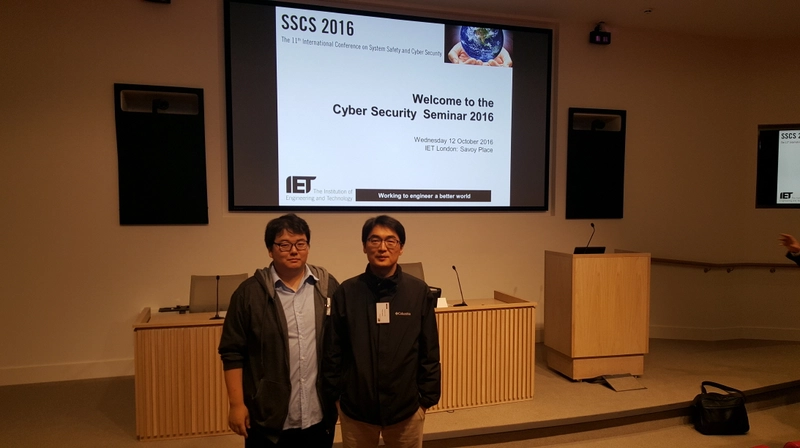 SSCS 2016
The 11th International Conference on System Safety and Cyber Security
Welcome to the
Cyber Security Seminar 2016
Wednesday 12 October 2016
IET London: Savoy Place
IET The Institution of
Engineering and Technology
Working to engineer a better world
SSCS 2
IET
Columbia